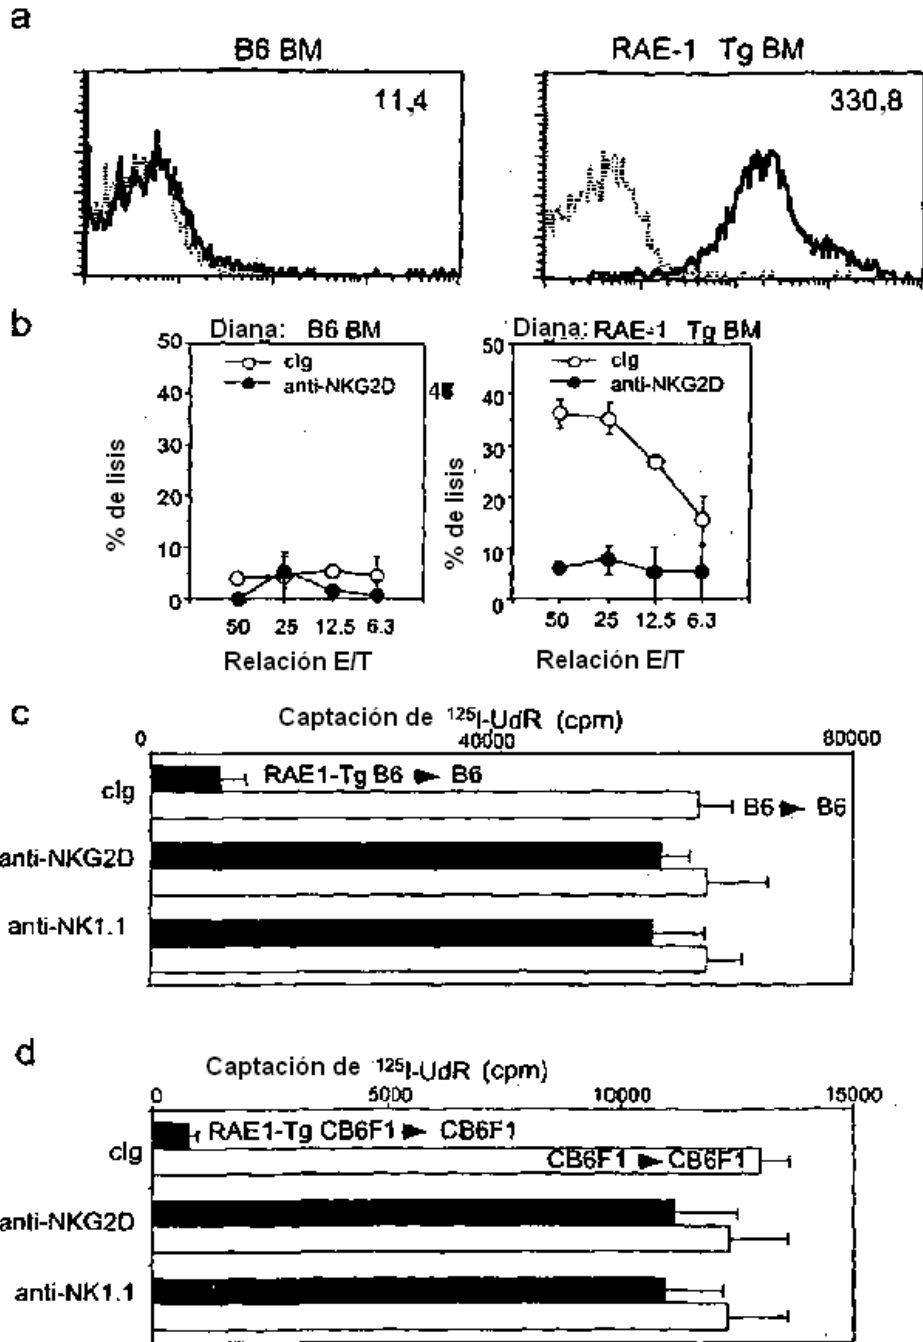 a
B6 BM
RAE-1 Tg BM
11,4
330,8
b
Diana: B6 BM
Diana: RAE-1 Tg BM
50
cIg
anti-NKG2D
40
30
20
10
0
% de lisis
50 25 12.5 6.3
Relación E/T
50
cIg
anti-NKG2D
40
30
20
10
0
% de lisis
50 25 12.5 6.3
Relación E/T
c
Captación de ¹²⁵I-UdR (cpm)
0 40000 80000
cIg
RAE1-Tg B6 ► B6
B6 ► B6
anti-NKG2D
anti-NK1.1
d
Captación de ¹²⁵I-UdR (cpm)
0 5000 10000 15000
cIg
RAE1-Tg CB6F1 ► CB6F1
CB6F1 ► CB6F1
anti-NKG2D
anti-NK1.1